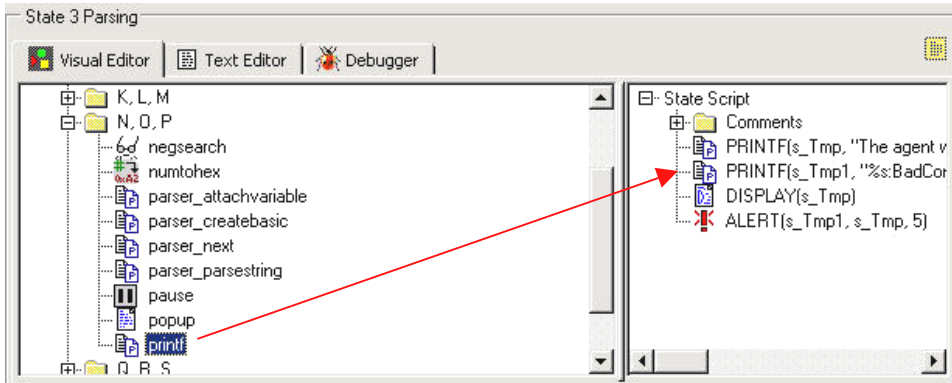 State 3 Parsing
Visual Editor
Text Editor
Debugger
K, L, M
N, O, P
negsearch
numtohex
parser_attachvariable
parser_createbasic
parser_next
parser_parsestring
pause
popup
printf
Q, R, S
State Script
Comments
PRINTF(s_Tmp, "The agent
PRINTF(s_Tmp1, "%s:BadCor
DISPLAY(s_Tmp)
ALERT(s_Tmp1, s_Tmp, 5)